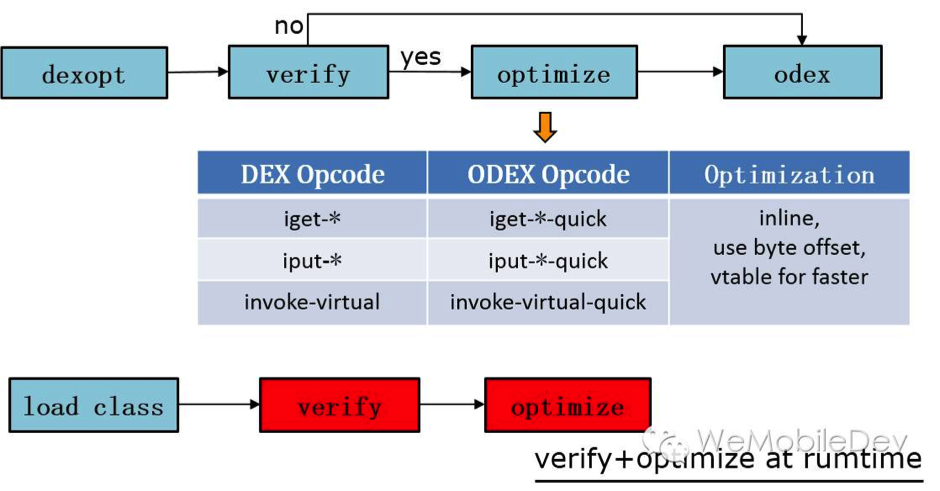 no
dexopt
verify
yes
optimize
odex
DEX Opcode
ODEX Opcode
Optimization
iget-*
iget-*-quick
inline,
use byte offset,
vtable for faster
iput-*
iput-*-quick
invoke-virtual
invoke-virtual-quick
load class
verify
optimize
WeMobileDev
verify+optimize at rumtime